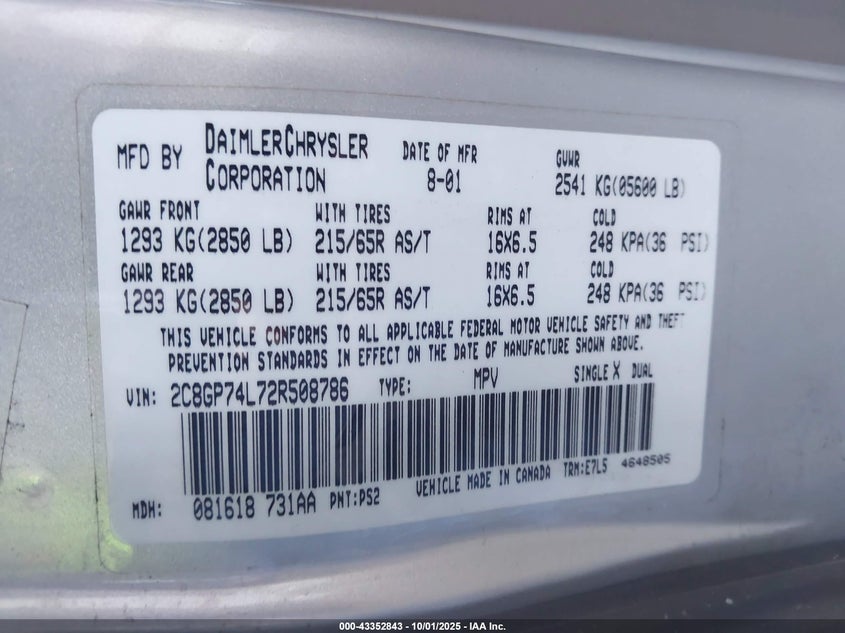 MFD BY DAIMLERCHRYSLER CORPORATION DATE OF MFR 8-01 GVWR 2541 KG(05600 LB)
GAWR FRONT WITH TIRES RIMS AT COLD
1293 KG(2850 LB) 215/65R AS/T 16X6.5 248 KPA(36 PSI)
GAWR REAR WITH TIRES RIMS AT COLD
1293 KG(2850 LB) 215/65R AS/T 16X6.5 248 KPA(36 PSI)
THIS VEHICLE CONFORMS TO ALL APPLICABLE FEDERAL MOTOR VEHICLE SAFETY AND THEFT
PREVENTION STANDARDS IN EFFECT ON THE DATE OF MANUFACTURE SHOWN ABOVE.
VIN: 2C8GP74L72R508786 TYPE: MPV SINGLE X DUAL
VEHICLE MADE IN CANADA TRM:E7L5 4648505
MDH: 081618 731AA PNT:PS2
000-43352843 - 10/01/2025 - IAA Inc.